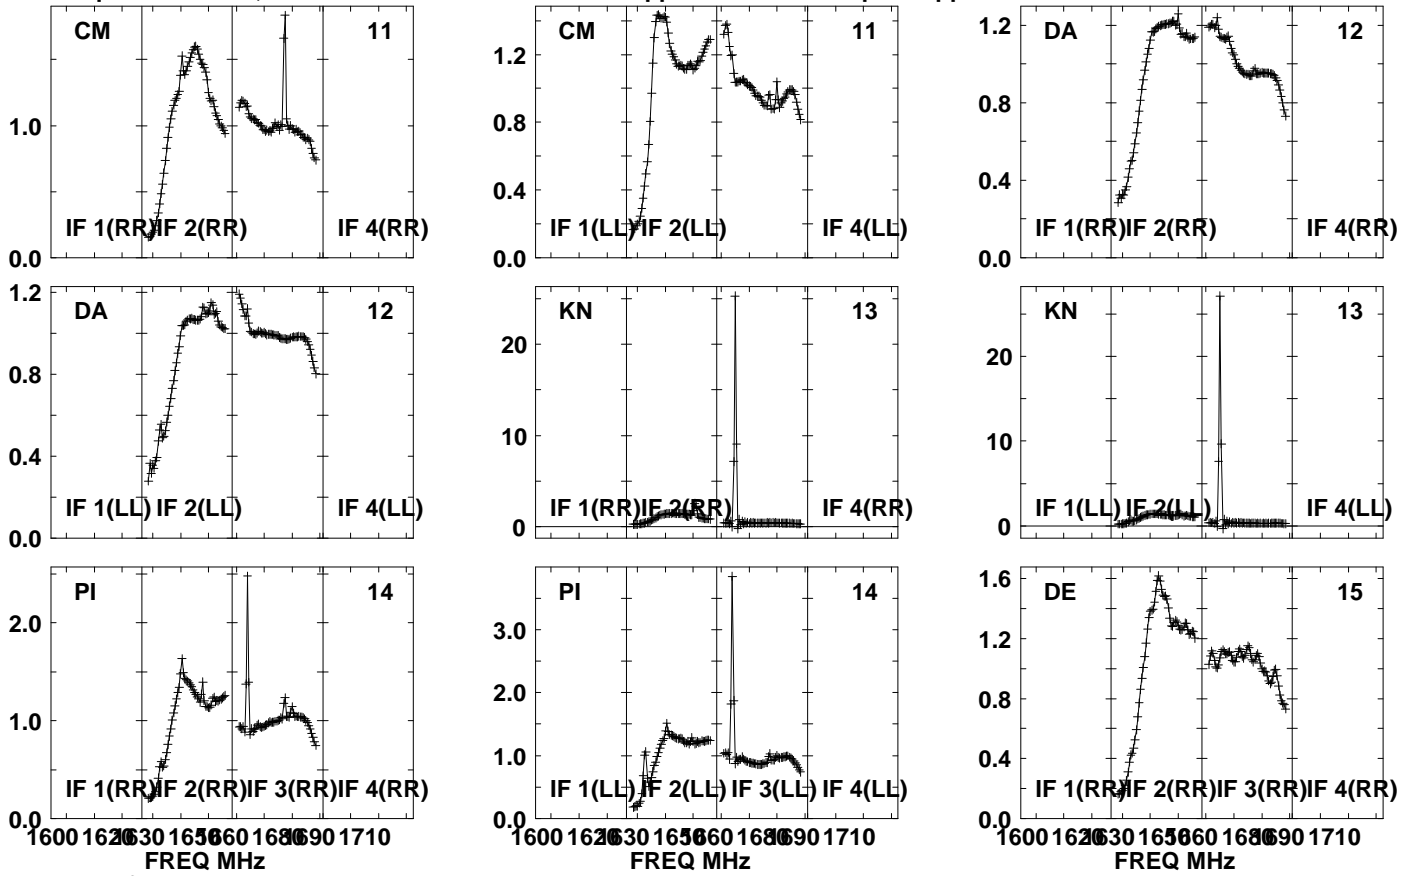 CM 11 CM 11 DA 12
1.2
1.2
1.0 0.8 0.8
0.4 0.4
IF 1(RR) IF 2(RR) IF 4(RR) IF 1(LL) IF 2(LL) IF 4(LL) IF 1(RR) IF 2(RR) IF 4(RR)
0.0 0.0 0.0
1.2 DA 12 KN 13 KN 13
20 20
0.8
10 10
0.4
IF 1(LL) IF 2(LL) IF 4(LL) IF 1(RR) IF 2(RR) IF 4(RR) IF 1(LL) IF 2(LL) IF 4(LL)
0.0 0 0
PI 14 PI 14 DE 15
1.6
2.0 3.0
1.2
2.0
1.0 0.8
1.0
0.4
IF 1(RR) IF 2(RR) IF 3(RR) IF 4(RR) IF 1(LL) IF 2(LL) IF 3(LL) IF 4(LL) IF 1(RR) IF 2(RR) IF 3(RR) IF 4(RR)
0.0 0.0 0.0
1600 1620 1630 1650 1660 1680 1690 1710 1600 1620 1630 1650 1660 1680 1690 1710 1600 1620 1630 1650 1660 1680 1690 1710
FREQ MHz FREQ MHz FREQ MHz